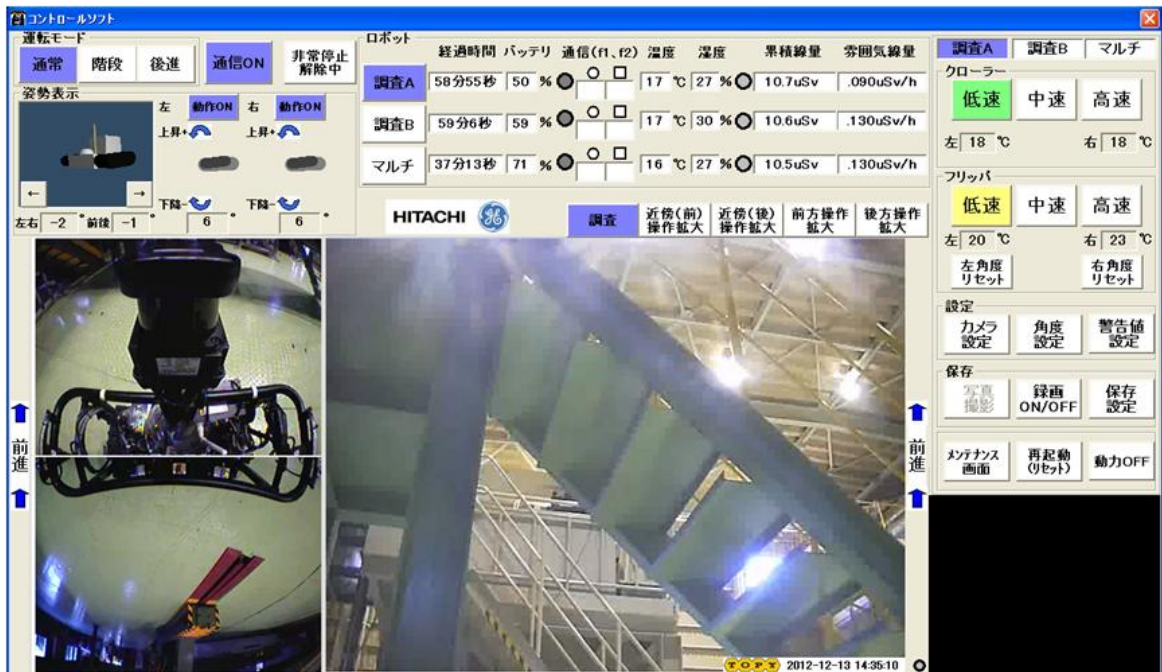 コントロールソフト
運転モード
通常 階段 後進 通信ON 非常停止
解除中
姿勢表示
左 動作ON 右 動作ON
上昇+ 上昇+
← →
下降- 下降-
左右 -2 ° 前後 -1 ° 6 ° 6 °
ロボット
経過時間 バッテリ 通信(f1、f2) 温度 湿度 累積線量 雰囲気線量
調査A 58分55秒 50 % 17 ℃ 27 % 10.7uSv .090uSv/h
調査B 59分6秒 59 % 17 ℃ 30 % 10.6uSv .130uSv/h
マルチ 37分13秒 71 % 16 ℃ 27 % 10.5uSv .130uSv/h
HITACHI
調査 近傍(前)
操作拡大 近傍(後)
操作拡大 前方操作
拡大 後方操作
拡大
調査A 調査B マルチ
クローラー
低速 中速 高速
左 18 ℃ 右 18 ℃
フリッパ
低速 中速 高速
左 20 ℃ 右 23 ℃
左角度
リセット
右角度
リセット
設定
カメラ
設定
角度
設定
警告値
設定
保存
写真
撮影
録画
ON/OFF
保存
設定
メンテナンス
画面
再起動
(リセット)
動力OFF
前進
前進
TOPY 2012-12-13 14:35:10